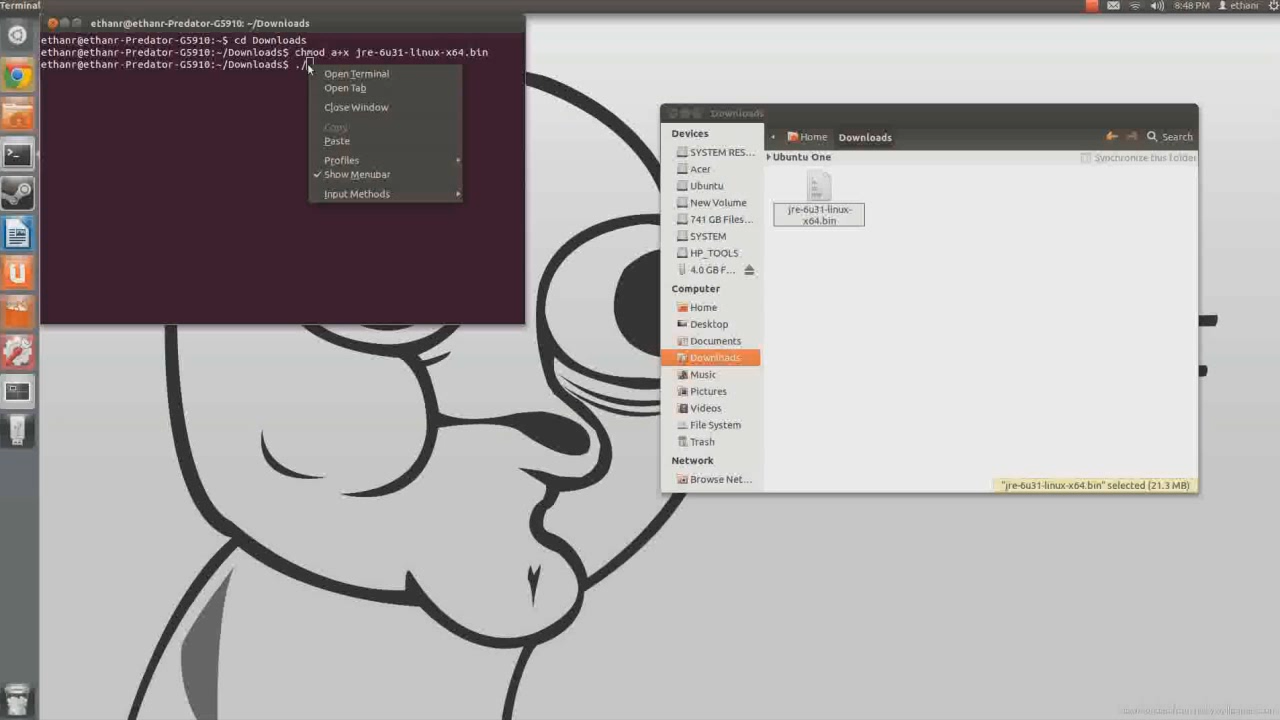 Terminal
8:48 PM
ethanr
ethanr@ethanr-Predator-G5910: ~/Downloads
ethanr@ethanr-Predator-G5910:~$ cd Downloads
ethanr@ethanr-Predator-G5910:~/Downloads$ chmod a+x jre-6u31-linux-x64.bin
ethanr@ethanr-Predator-G5910:~/Downloads$ ./
Open Terminal
Open Tab
Close Window
Copy
Paste
Profiles
Show Menubar
Input Methods
Downloads
Devices
SYSTEM RES...
Acer
Ubuntu
New Volume
741 GB Files...
SYSTEM
HP_TOOLS
4.0 GB F...
Computer
Home
Desktop
Documents
Downloads
Music
Pictures
Videos
File System
Trash
Network
Browse Net...
Home
Downloads
Search
Ubuntu One
Synchronize this folder
jre-6u31-linux-
x64.bin
"jre-6u31-linux-x64.bin" selected (21.3 MB)